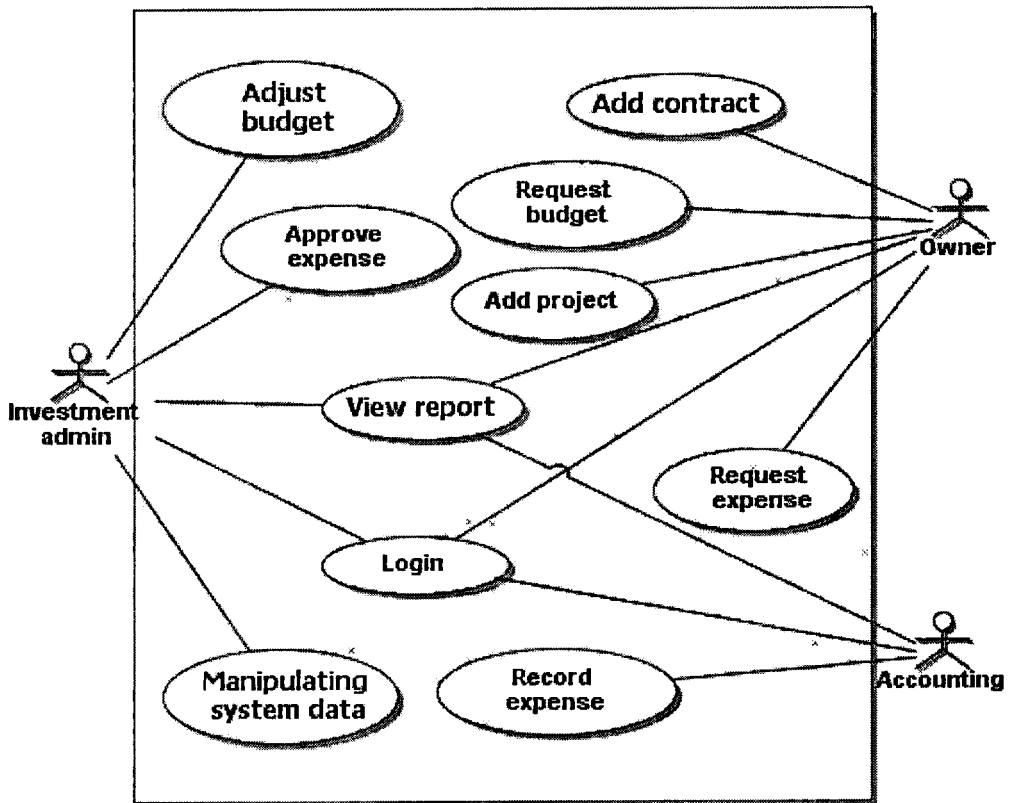 Adjust
budget
Add contract
Request
budget
Approve
expense
Owner
Add project
View report
Investment
admin
Request
expense
Login
Manipulating
system data
Record
expense
Accounting